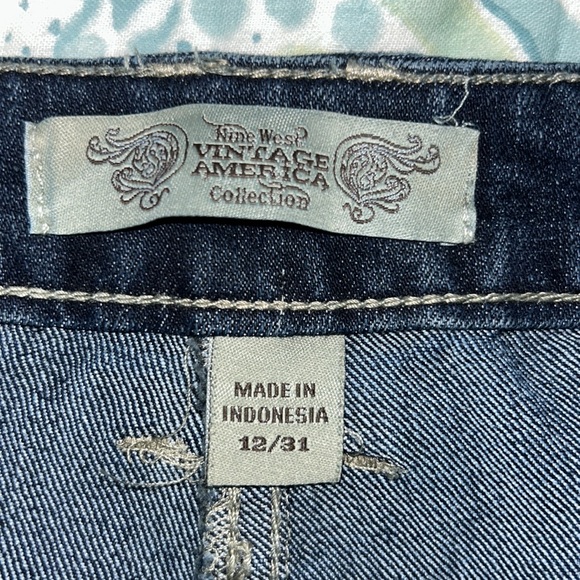 Nine West
VINTAGE
AMERICA
Collection
MADE IN
INDONESIA
12/31